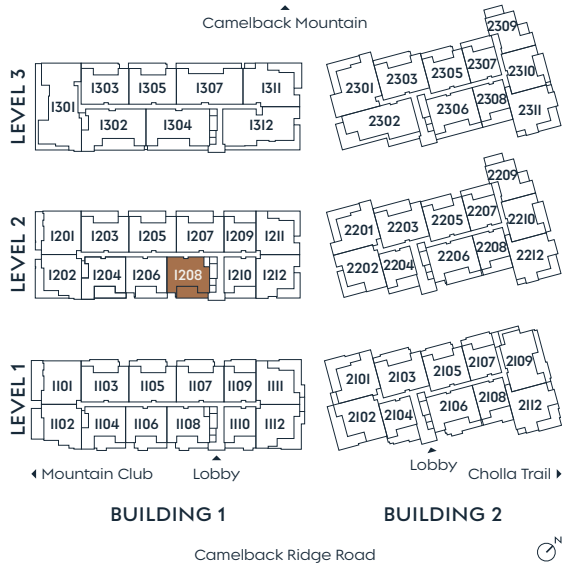 Camelback Mountain
LEVEL 3
1301 1303 1305 1307 1311
1302 1304 1312
2301 2303 2305 2307 2309
2310
2302 2306 2308 2311
LEVEL 2
1201 1203 1205 1207 1209 1211
1202 1204 1206 1208 1210 1212
2201 2203 2205 2207 2209
2210
2202 2204 2206 2208 2212
LEVEL 1
1101 1103 1105 1107 1109 1111
1102 1104 1106 1108 1110 1112
2101 2103 2105 2107 2109
2102 2104 2106 2108 2112
Mountain Club
Lobby
Lobby
Cholla Trail
BUILDING 1
BUILDING 2
Camelback Ridge Road
N